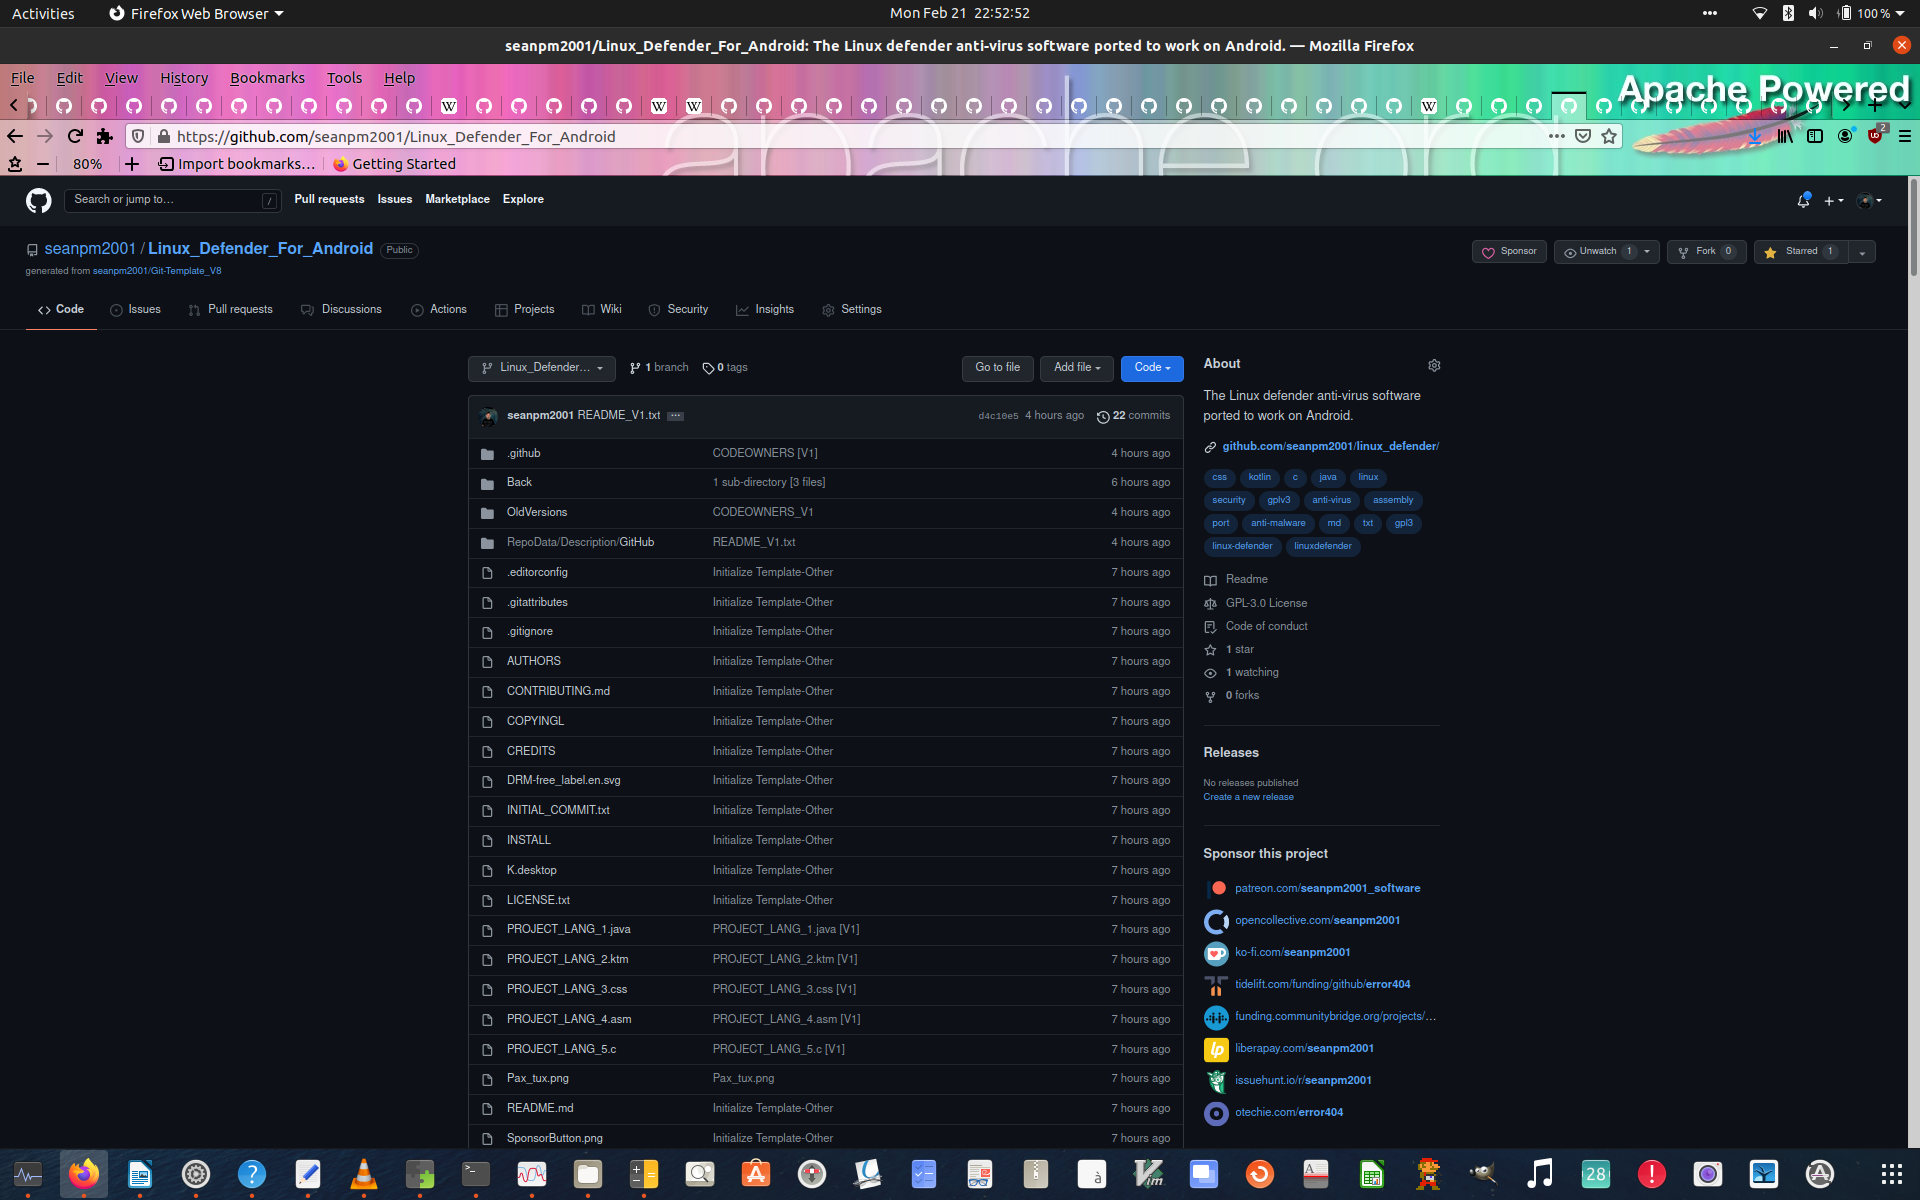 Activities
Firefox Web Browser
Mon Feb 21 22:52:52
100 %
seanpm2001/Linux_Defender_For_Android: The Linux defender anti-virus software ported to work on Android. — Mozilla Firefox
File Edit View History Bookmarks Tools Help
Apache Powered
https://github.com/seanpm2001/Linux_Defender_For_Android
2
80%
Import bookmarks...
Getting Started
Search or jump to...
/
Pull requests Issues Marketplace Explore
seanpm2001 / Linux_Defender_For_Android Public
generated from seanpm2001/Git-Template_V8
Sponsor
Unwatch 1
Fork 0
Starred 1
Code Issues Pull requests Discussions Actions Projects Wiki Security Insights Settings
Linux_Defender...
1 branch
0 tags
Go to file
Add file
Code
seanpm2001 README_V1.txt ...
d4c10e5 4 hours ago
22 commits
.github CODEOWNERS [V1] 4 hours ago
Back 1 sub-directory [3 files] 6 hours ago
OldVersions CODEOWNERS_V1 4 hours ago
RepoData/Description/GitHub README_V1.txt 4 hours ago
.editorconfig Initialize Template-Other 7 hours ago
.gitattributes Initialize Template-Other 7 hours ago
.gitignore Initialize Template-Other 7 hours ago
AUTHORS Initialize Template-Other 7 hours ago
CONTRIBUTING.md Initialize Template-Other 7 hours ago
COPYINGL Initialize Template-Other 7 hours ago
CREDITS Initialize Template-Other 7 hours ago
DRM-free_label.en.svg Initialize Template-Other 7 hours ago
INITIAL_COMMIT.txt Initialize Template-Other 7 hours ago
INSTALL Initialize Template-Other 7 hours ago
K.desktop Initialize Template-Other 7 hours ago
LICENSE.txt Initialize Template-Other 7 hours ago
PROJECT_LANG_1.java PROJECT_LANG_1.java [V1] 7 hours ago
PROJECT_LANG_2.ktm PROJECT_LANG_2.ktm [V1] 7 hours ago
PROJECT_LANG_3.css PROJECT_LANG_3.css [V1] 7 hours ago
PROJECT_LANG_4.asm PROJECT_LANG_4.asm [V1] 7 hours ago
PROJECT_LANG_5.c PROJECT_LANG_5.c [V1] 7 hours ago
Pax_tux.png Pax_tux.png 7 hours ago
README.md Initialize Template-Other 7 hours ago
SponsorButton.png Initialize Template-Other 7 hours ago
About
The Linux defender anti-virus software
ported to work on Android.
github.com/seanpm2001/linux_defender/
css kotlin c java linux
security gplv3 anti-virus assembly
port anti-malware md txt gpl3
linux-defender linuxdefender
Readme
GPL-3.0 License
Code of conduct
1 star
1 watching
0 forks
Releases
No releases published
Create a new release
Sponsor this project
patreon.com/seanpm2001_software
opencollective.com/seanpm2001
ko-fi.com/seanpm2001
tidelift.com/funding/github/error404
funding.communitybridge.org/projects/...
liberapay.com/seanpm2001
issuehunt.io/r/seanpm2001
otechie.com/error404
28